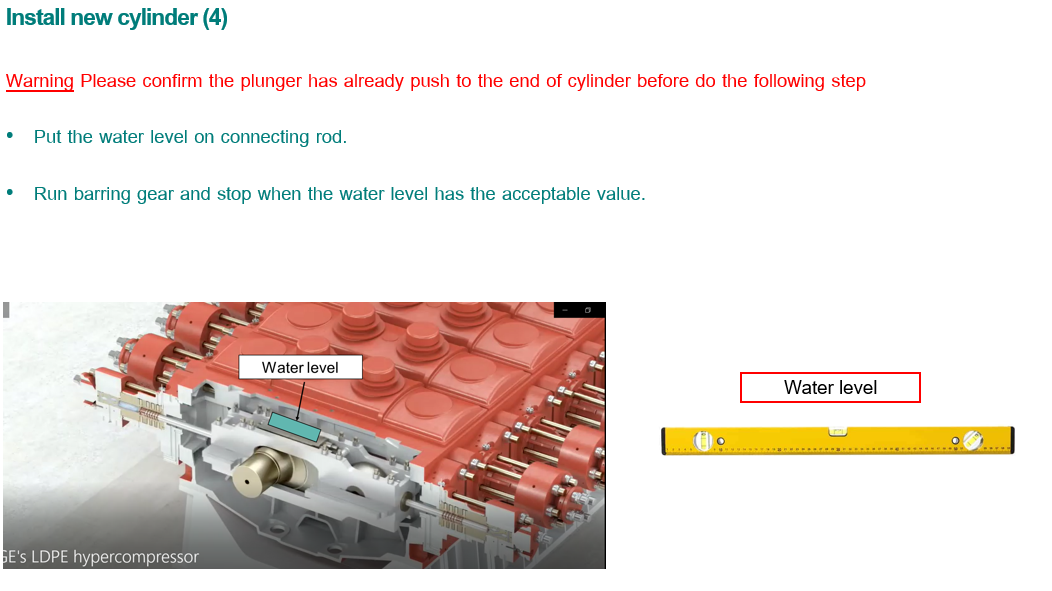 Install new cylinder (4)
Warning Please confirm the plunger has already push to the end of cylinder before do the following step
• Put the water level on connecting rod.
• Run barring gear and stop when the water level has the acceptable value.
Water level
Water level
GE's LDPE hypercompressor